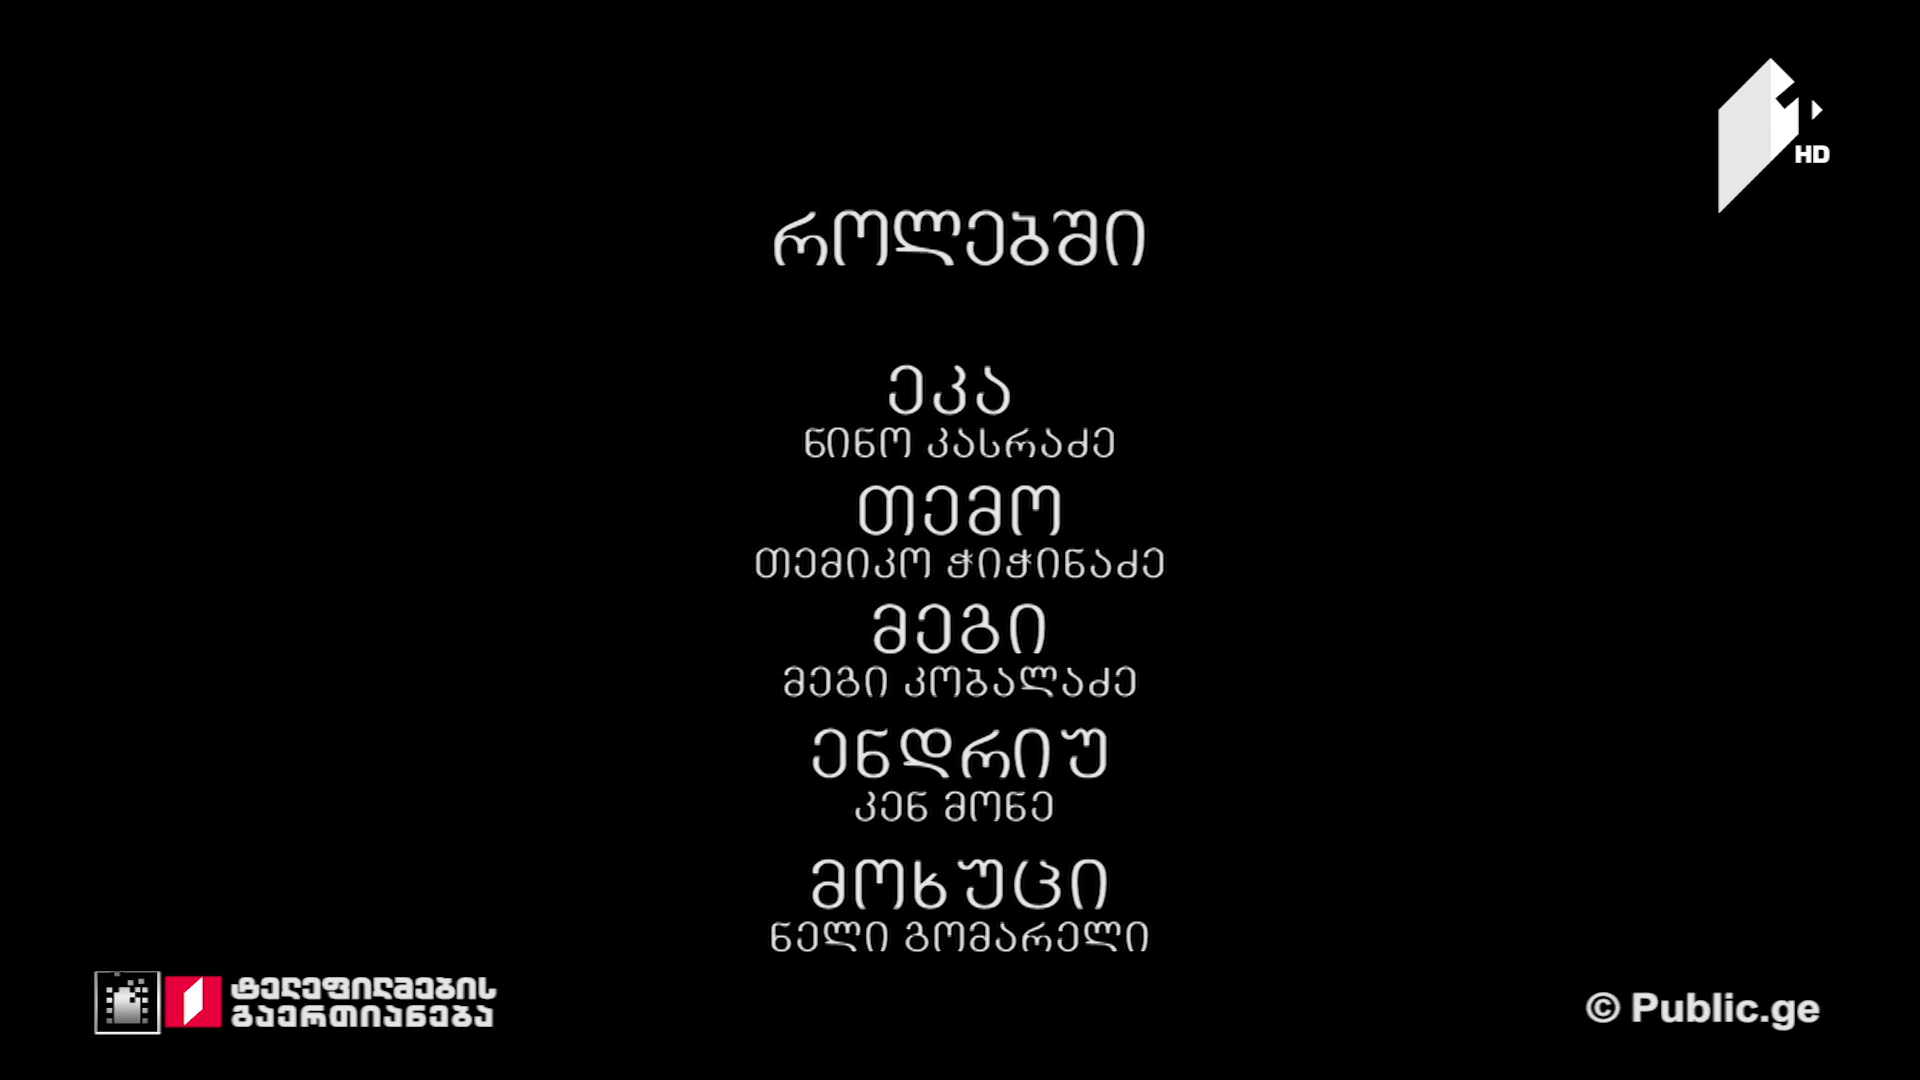 HD
როლებში
ეკა
ნინო კასრაძე
თემო
თემიკო ჭიჭინაძე
მეგი
მეგი კობალაძე
ენდრიუ
კენ მონე
მოხუცი
ნელი გომარელი
ტელეფილმების
გაერთიანება
© Public.ge